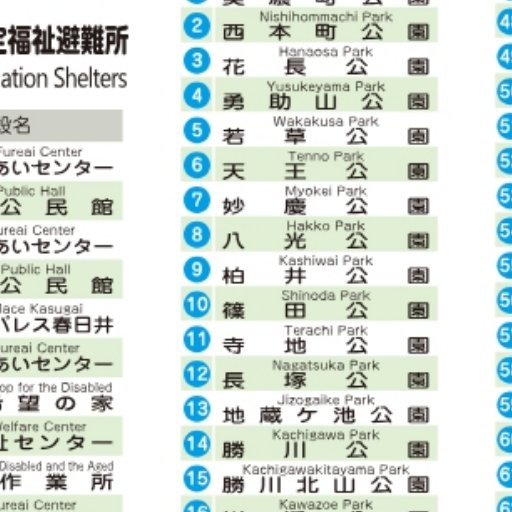 定福祉避難所
ation Shelters
設名
Fureai Center
あいセンター
Public Hall
公民館
ureai Center
あいセンター
Public Hall
公民館
lace Kasugai
パレス春日井
ureai Center
あいセンター
op for the Disabled
希望の家
Welfare Center
祉センター
Disabled and the Aged
作業所
ureai Center
2 Nishihommachi Park
西本町公園
3 Hanaosa Park
花長公園
4 Yusukeyama Park
勇助山公園
5 Wakakusa Park
若草公園
6 Tenno Park
天王公園
7 Myokei Park
妙慶公園
8 Hakko Park
八光公園
9 Kashiwai Park
柏井公園
10 Shinoda Park
篠田公園
11 Terachi Park
寺地公園
12 Nagatsuka Park
長塚公園
13 Jizogaike Park
地蔵ケ池公園
14 Kachigawa Park
勝川公園
15 Kachigawakitayama Park
勝川北山公園
16 Kawazoe Park